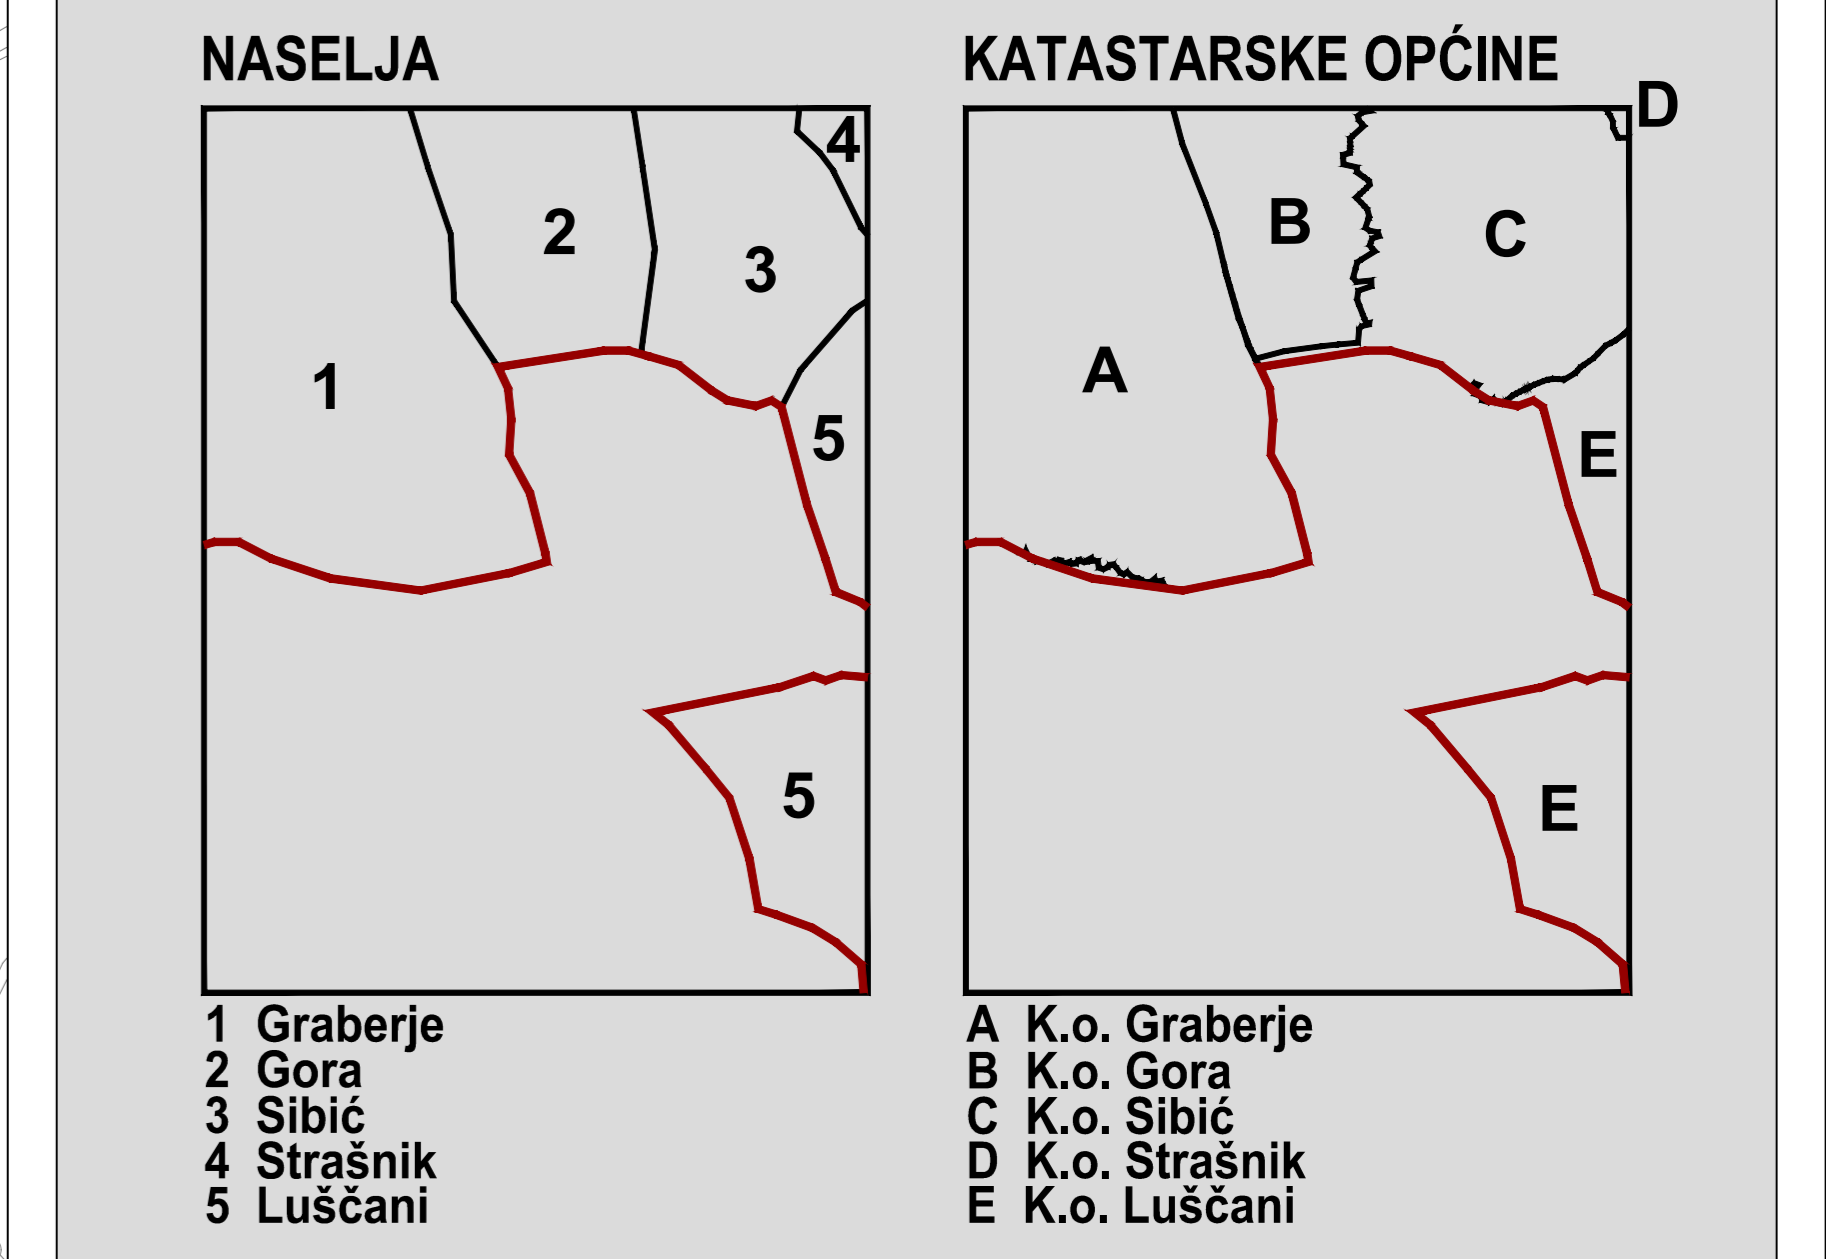 NASELJA
1
2
3
4
5
5
1 Graberje
2 Gora
3 Sibić
4 Strašnik
5 Luščani
KATASTARSKE OPĆINE
A
B
C
D
E
E
A K.o. Graberje
B K.o. Gora
C K.o. Sibić
D K.o. Strašnik
E K.o. Luščani